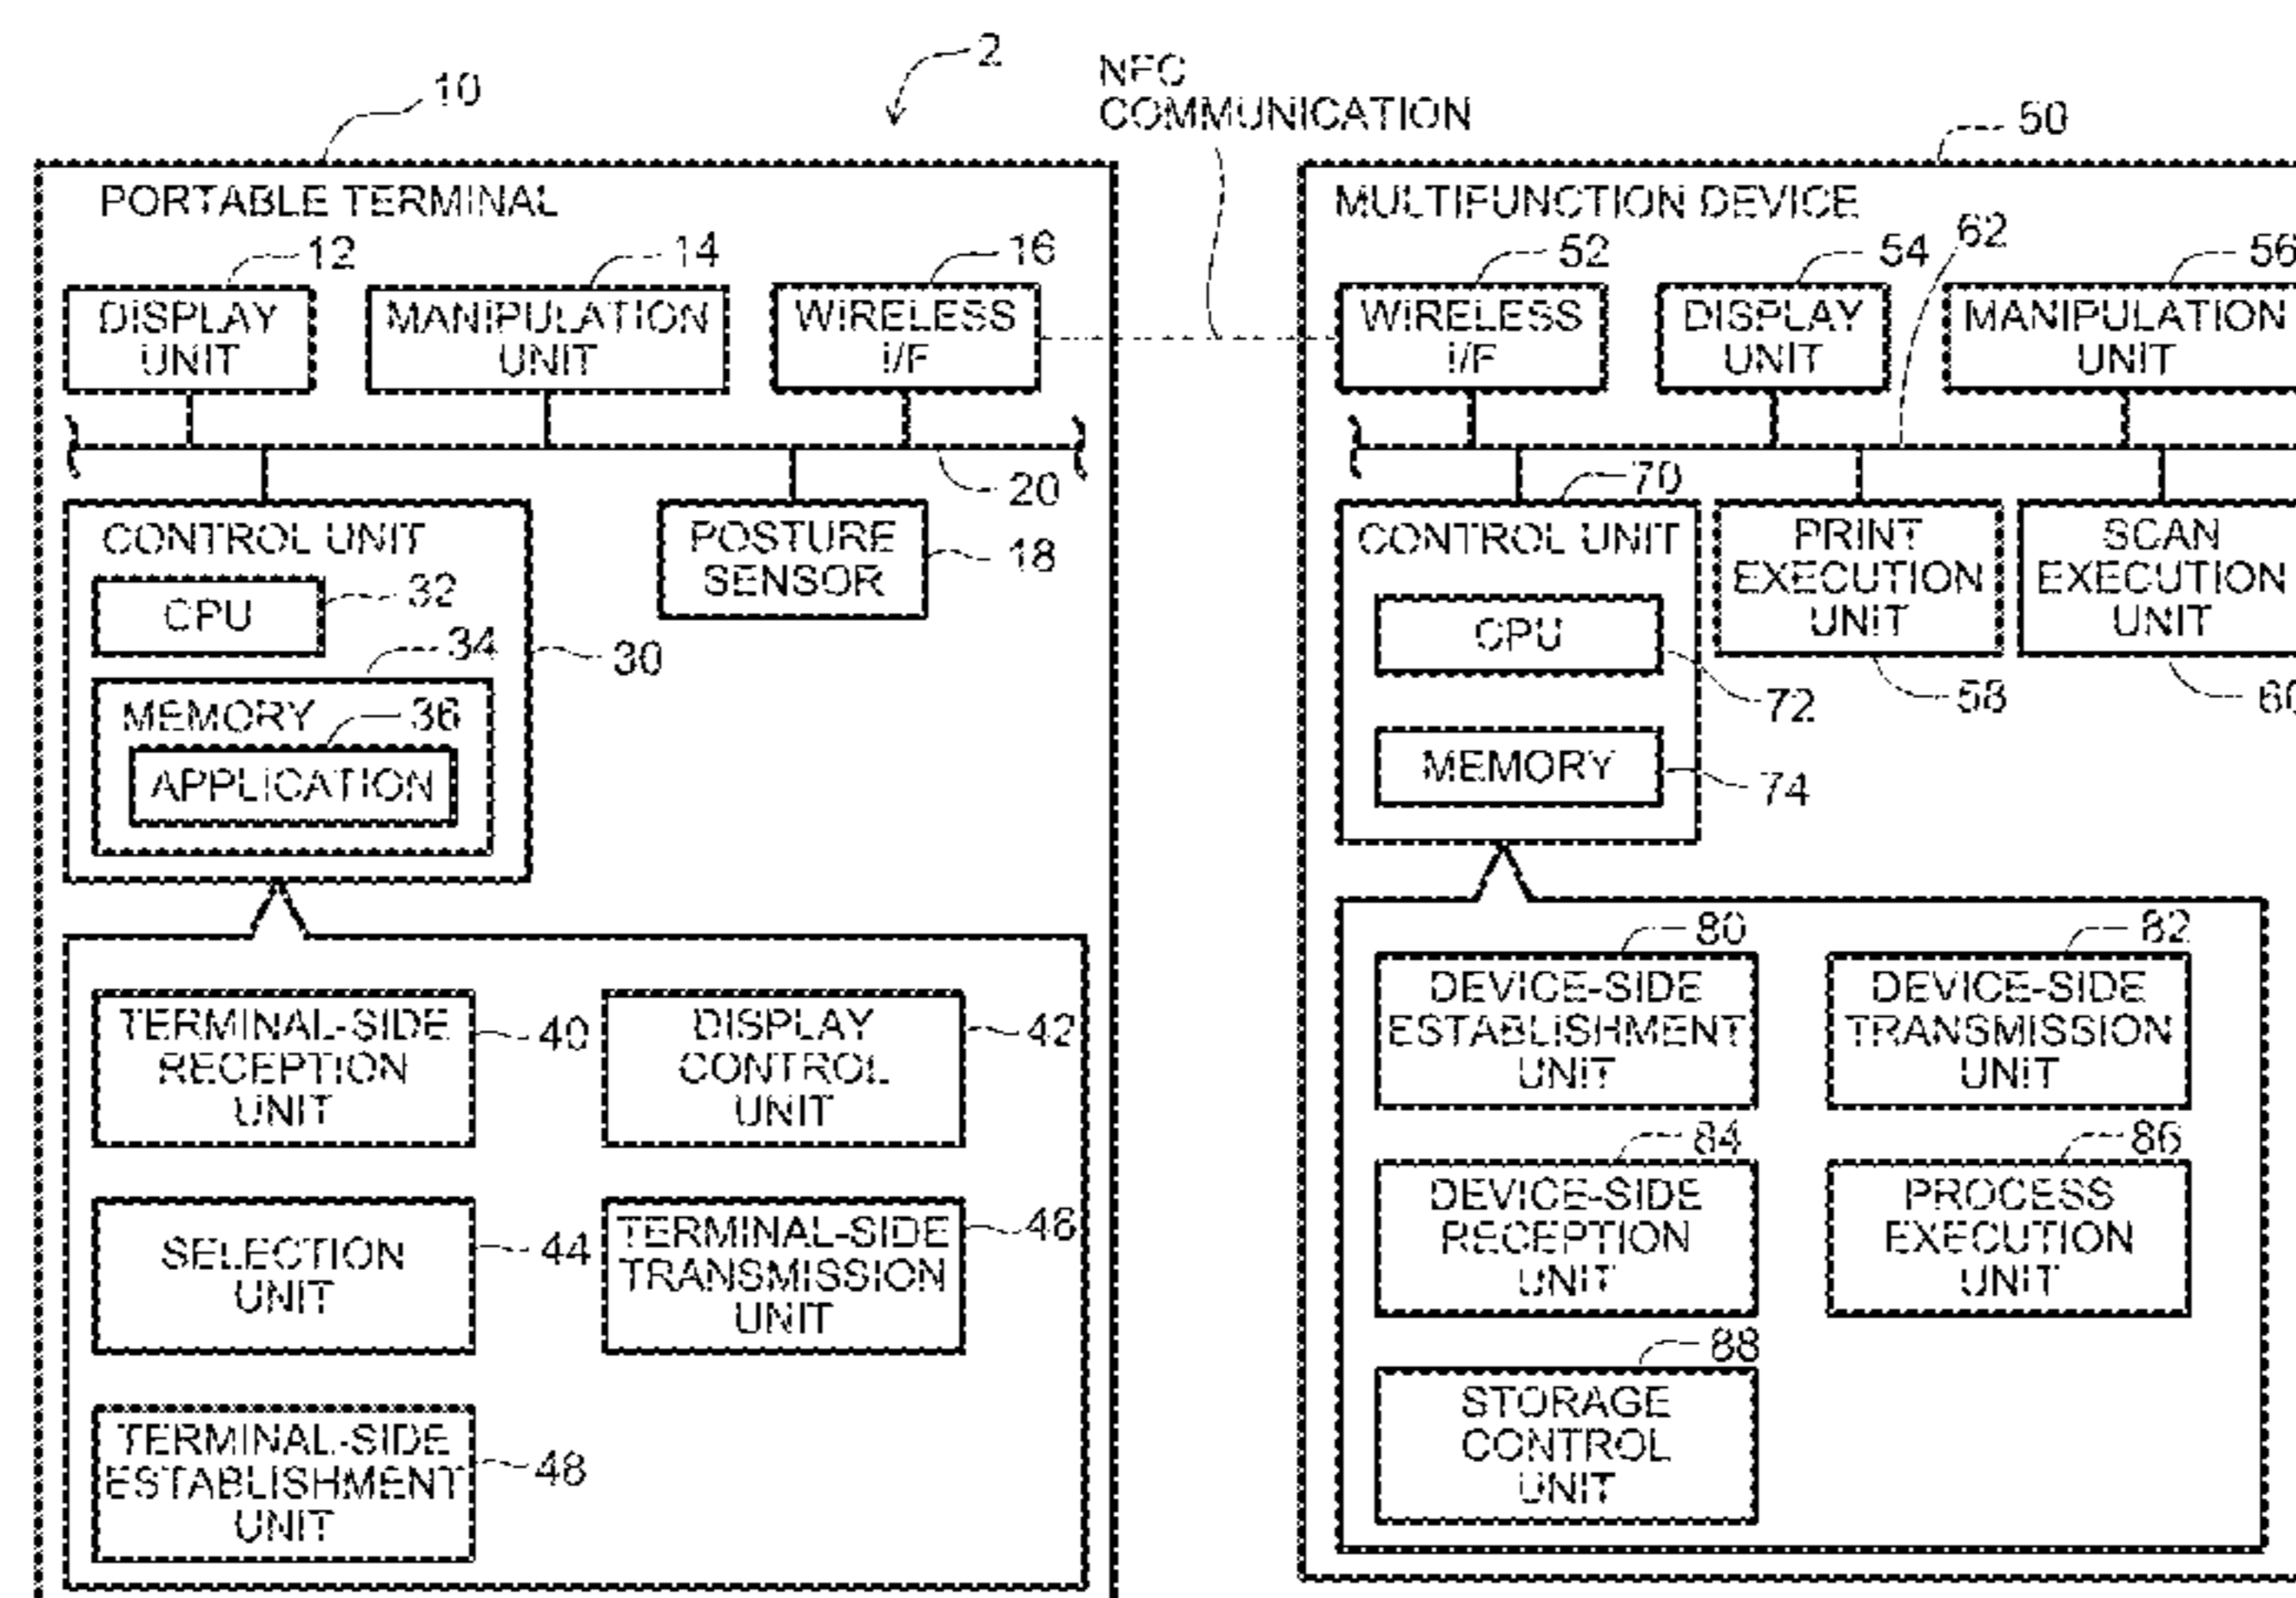 2
NFC
COMMUNICATION
10
50
PORTABLE TERMINAL
12
14
16
DISPLAY
UNIT
MANIPULATION
UNIT
WIRELESS
I/F
20
CONTROL UNIT
CPU
32
34
MEMORY
36
APPLICATION
30
POSTURE
SENSOR
18
TERMINAL-SIDE
RECEPTION
UNIT
40
DISPLAY
CONTROL
UNIT
42
SELECTION
UNIT
44
TERMINAL-SIDE
TRANSMISSION
UNIT
46
TERMINAL-SIDE
ESTABLISHMENT
UNIT
48
MULTIFUNCTION DEVICE
52
54
62
56
WIRELESS
I/F
DISPLAY
UNIT
MANIPULATION
UNIT
70
CONTROL UNIT
CPU
72
MEMORY
74
PRINT
EXECUTION
UNIT
58
SCAN
EXECUTION
UNIT
80
DEVICE-SIDE
ESTABLISHMENT
UNIT
82
DEVICE-SIDE
TRANSMISSION
UNIT
84
DEVICE-SIDE
RECEPTION
UNIT
86
PROCESS
EXECUTION
UNIT
88
STORAGE
CONTROL
UNIT